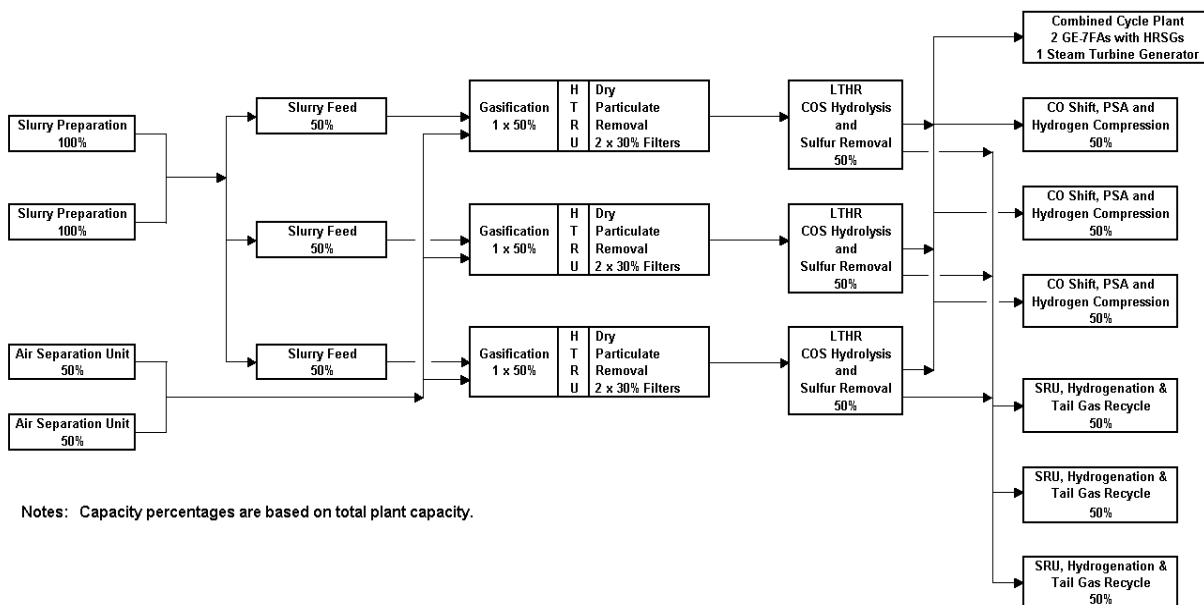 Combined Cycle Plant
2 GE-7FAs with HRSGs
1 Steam Turbine Generator
Slurry Preparation
100%
Slurry Preparation
100%
Air Separation Unit
50%
Air Separation Unit
50%
Slurry Feed
50%
Slurry Feed
50%
Slurry Feed
50%
Gasification
1 x 50%
H
T
R
U
Dry
Particulate
Removal
2 x 30% Filters
Gasification
1 x 50%
H
T
R
U
Dry
Particulate
Removal
2 x 30% Filters
Gasification
1 x 50%
H
T
R
U
Dry
Particulate
Removal
2 x 30% Filters
LTHR
COS Hydrolysis
and
Sulfur Removal
50%
LTHR
COS Hydrolysis
and
Sulfur Removal
50%
LTHR
COS Hydrolysis
and
Sulfur Removal
50%
CO Shift, PSA and
Hydrogen Compression
50%
CO Shift, PSA and
Hydrogen Compression
50%
CO Shift, PSA and
Hydrogen Compression
50%
SRU, Hydrogenation &
Tail Gas Recycle
50%
SRU, Hydrogenation &
Tail Gas Recycle
50%
SRU, Hydrogenation &
Tail Gas Recycle
50%
Notes: Capacity percentages are based on total plant capacity.